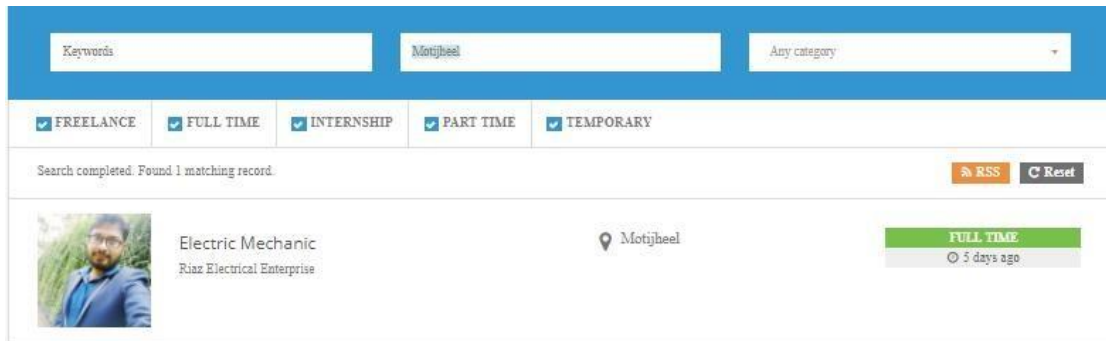 Keywords
Motijheel
Any category
FREELANCE
FULL TIME
INTERNSHIP
PART TIME
TEMPORARY
Search completed. Found 1 matching record.
RSS
Reset
Electric Mechanic
Riaz Electrical Enterprise
Motijheel
FULL TIME
5 days ago